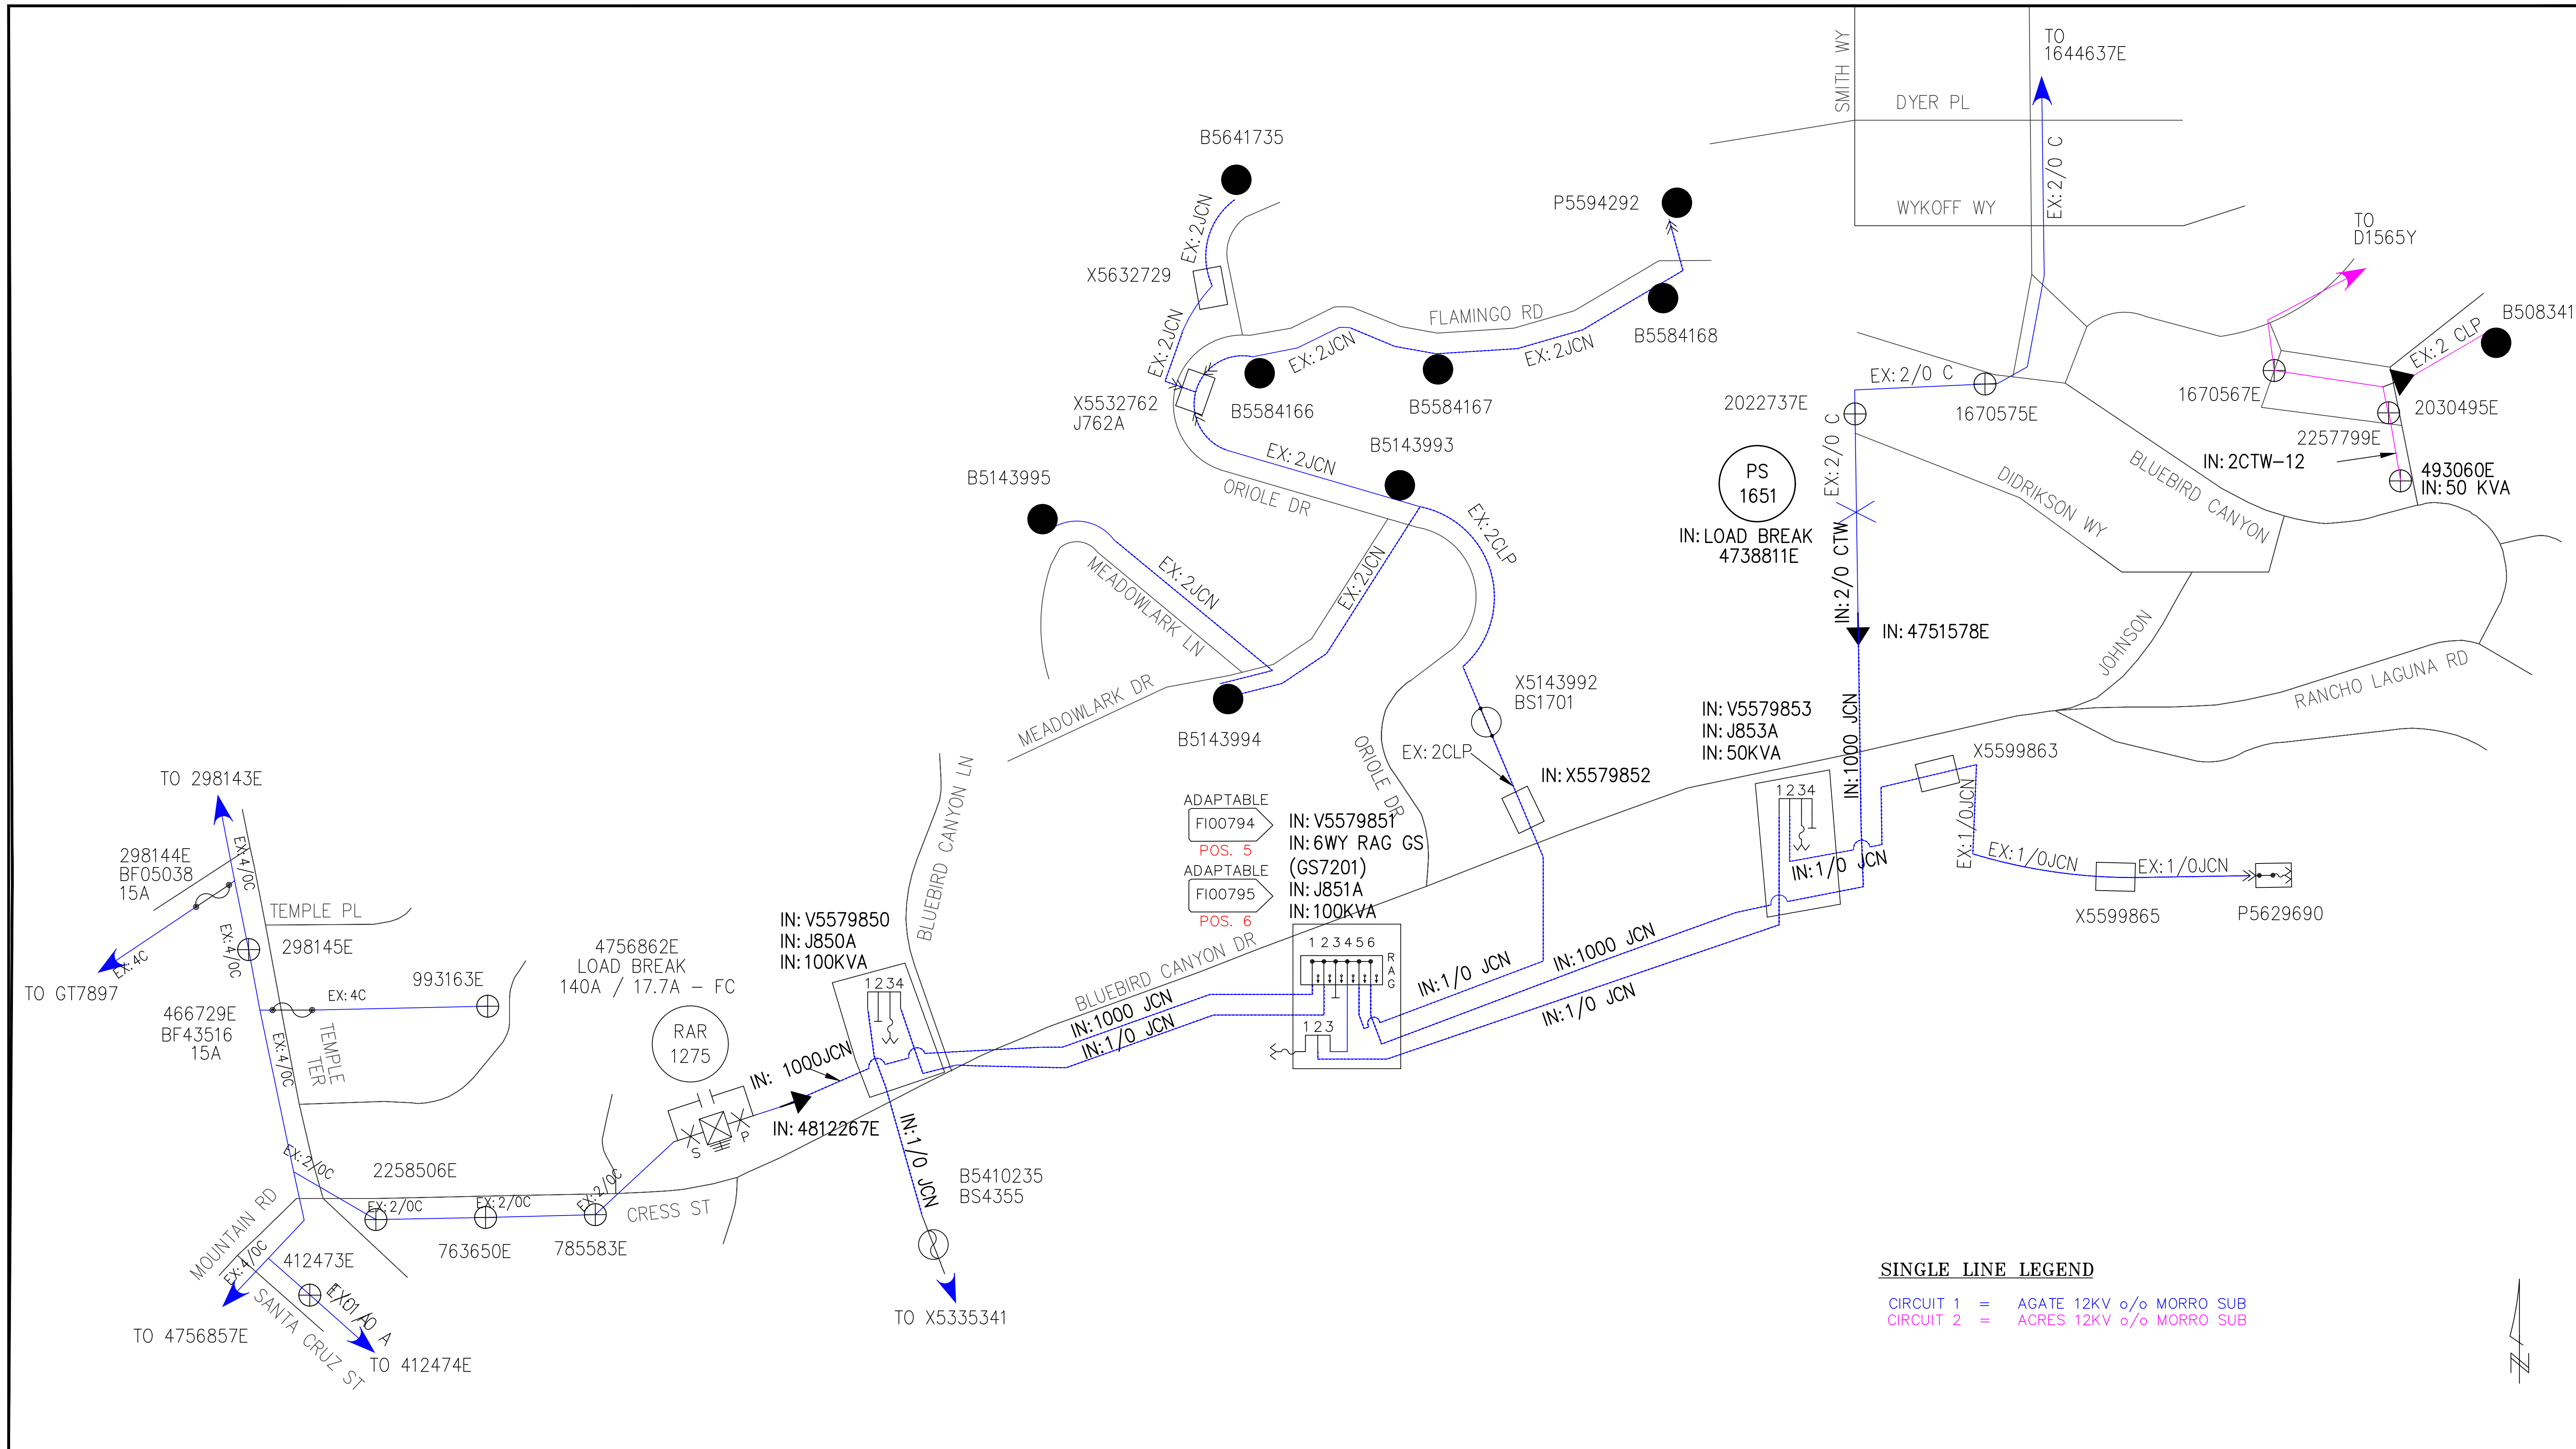 TO
1644637E
SMITH WY
DYER PL
WYKOFF WY
EX:2/0 C
B5641735
EX:2JCN
X5632729
EX:2JCN
P5594292
FLAMINGO RD
B5584168
EX:2JCN
EX:2JCN
X5532762
J762A
B5584166
B5584167
TO
D1565Y
B508341
EX:2 CLP
1670567E
2030495E
2257799E
IN:2CTW-12
493060E
IN:50 KVA
EX:2/0 C
2022737E
1670575E
EX:2/0 C
PS
1651
IN:LOAD BREAK
4738811E
IN:2/0 CTW
DIDRIKSON WY
BLUEBIRD CANYON
JOHNSON
RANCHO LAGUNA RD
IN:4751578E
B5143993
EX:2JCN
ORIOLE DR
B5143995
EX:2CLP
EX:2JCN
EX:2JCN
MEADOWLARK LN
MEADOWLARK DR
B5143994
X5143992
BS1701
EX:2CLP
IN:X5579852
ORIOLE DR
IN:V5579853
IN:J853A
IN:50KVA
IN:1000 JCN
X5599863
1234
IN:1/0 JCN
EX:1/0JCN
EX:1/0JCN
EX:1/0JCN
X5599865
P5629690
TO 298143E
EX:4/0C
298144E
BF05038
15A
TEMPLE PL
EX:4C
TO GT7897
EX:4/0C
298145E
993163E
EX:4C
466729E
BF43516
15A
TEMPLE
TER
EX:4/0C
4756862E
LOAD BREAK
140A / 17.7A - FC
RAR
1275
S
P
IN: 1000JCN
IN:4812267E
IN:V5579850
IN:J850A
IN:100KVA
1234
BLUEBIRD CANYON LN
BLUEBIRD CANYON DR
ADAPTABLE
FI00794
POS. 5
ADAPTABLE
FI00795
POS. 6
IN:V5579851
IN:6WY RAG GS
(GS7201)
IN:J851A
IN:100KVA
123456
R
A
G
123
IN:1000 JCN
IN:1/0 JCN
IN:1/0 JCN
IN:1000 JCN
IN:1/0 JCN
IN:1/0 JCN
B5410235
BS4355
TO X5335341
EX:2/0C
2258506E
EX:2/0C
EX:2/0C
EX:2/0C
763650E
785583E
CRESS ST
MOUNTAIN RD
EX:4/0C
412473E
SANTA CRUZ ST
TO 4756857E
TO 412474E
SINGLE LINE LEGEND
CIRCUIT 1 = AGATE 12KV o/o MORRO SUB
CIRCUIT 2 = ACRES 12KV o/o MORRO SUB
N